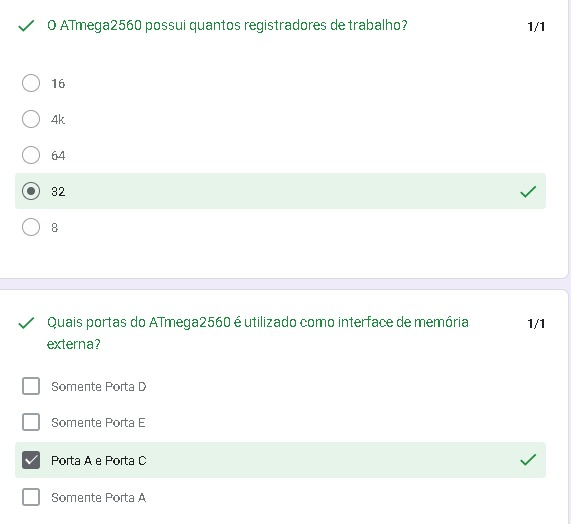 O ATmega2560 possui quantos registradores de trabalho?
1/1
16
4k
64
32
8
Quais portas do ATmega2560 é utilizado como interface de memória
externa?
1/1
Somente Porta D
Somente Porta E
Porta A e Porta C
Somente Porta A